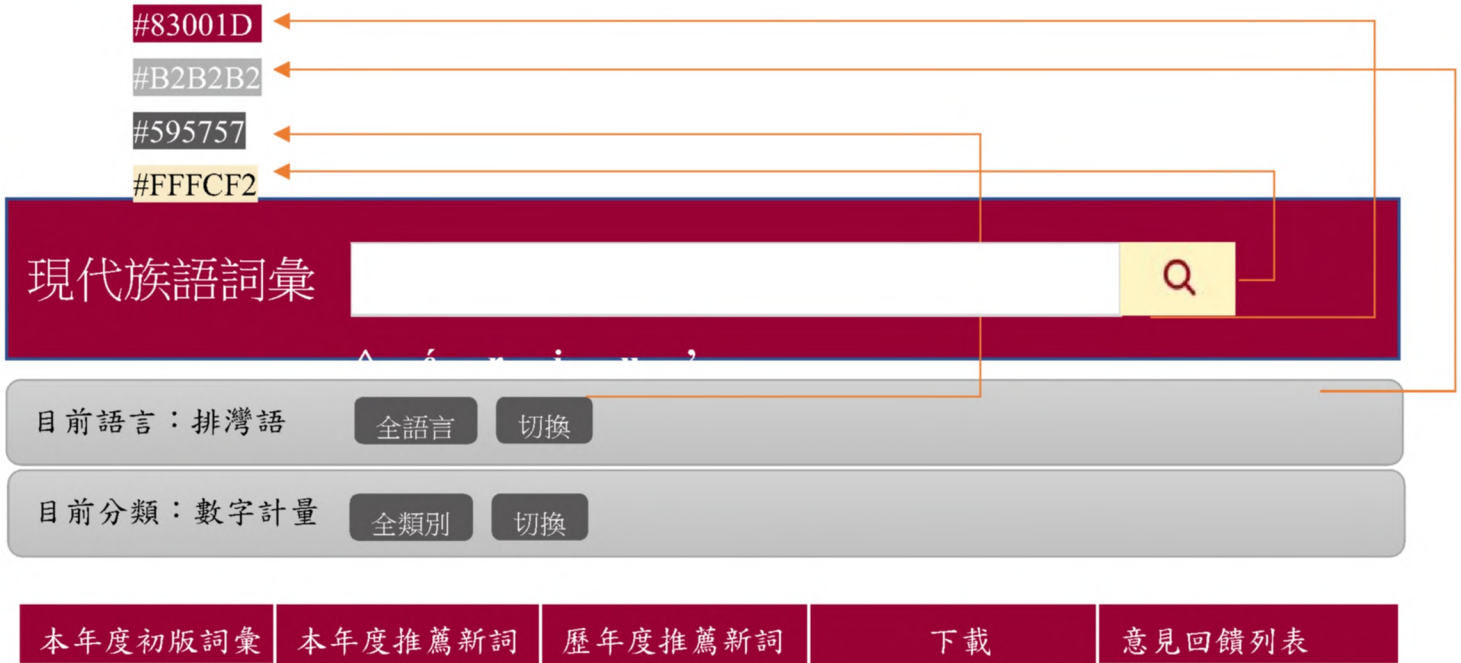 #83001D
#B2B2B2
#595757
#FFFCF2
現代族語詞彙
目前語言：排灣語 全語言 切換
目前分類：數字計量 全類別 切換
本年度初版詞彙 本年度推薦新詞 歷年度推薦新詞 下載 意見回饋列表